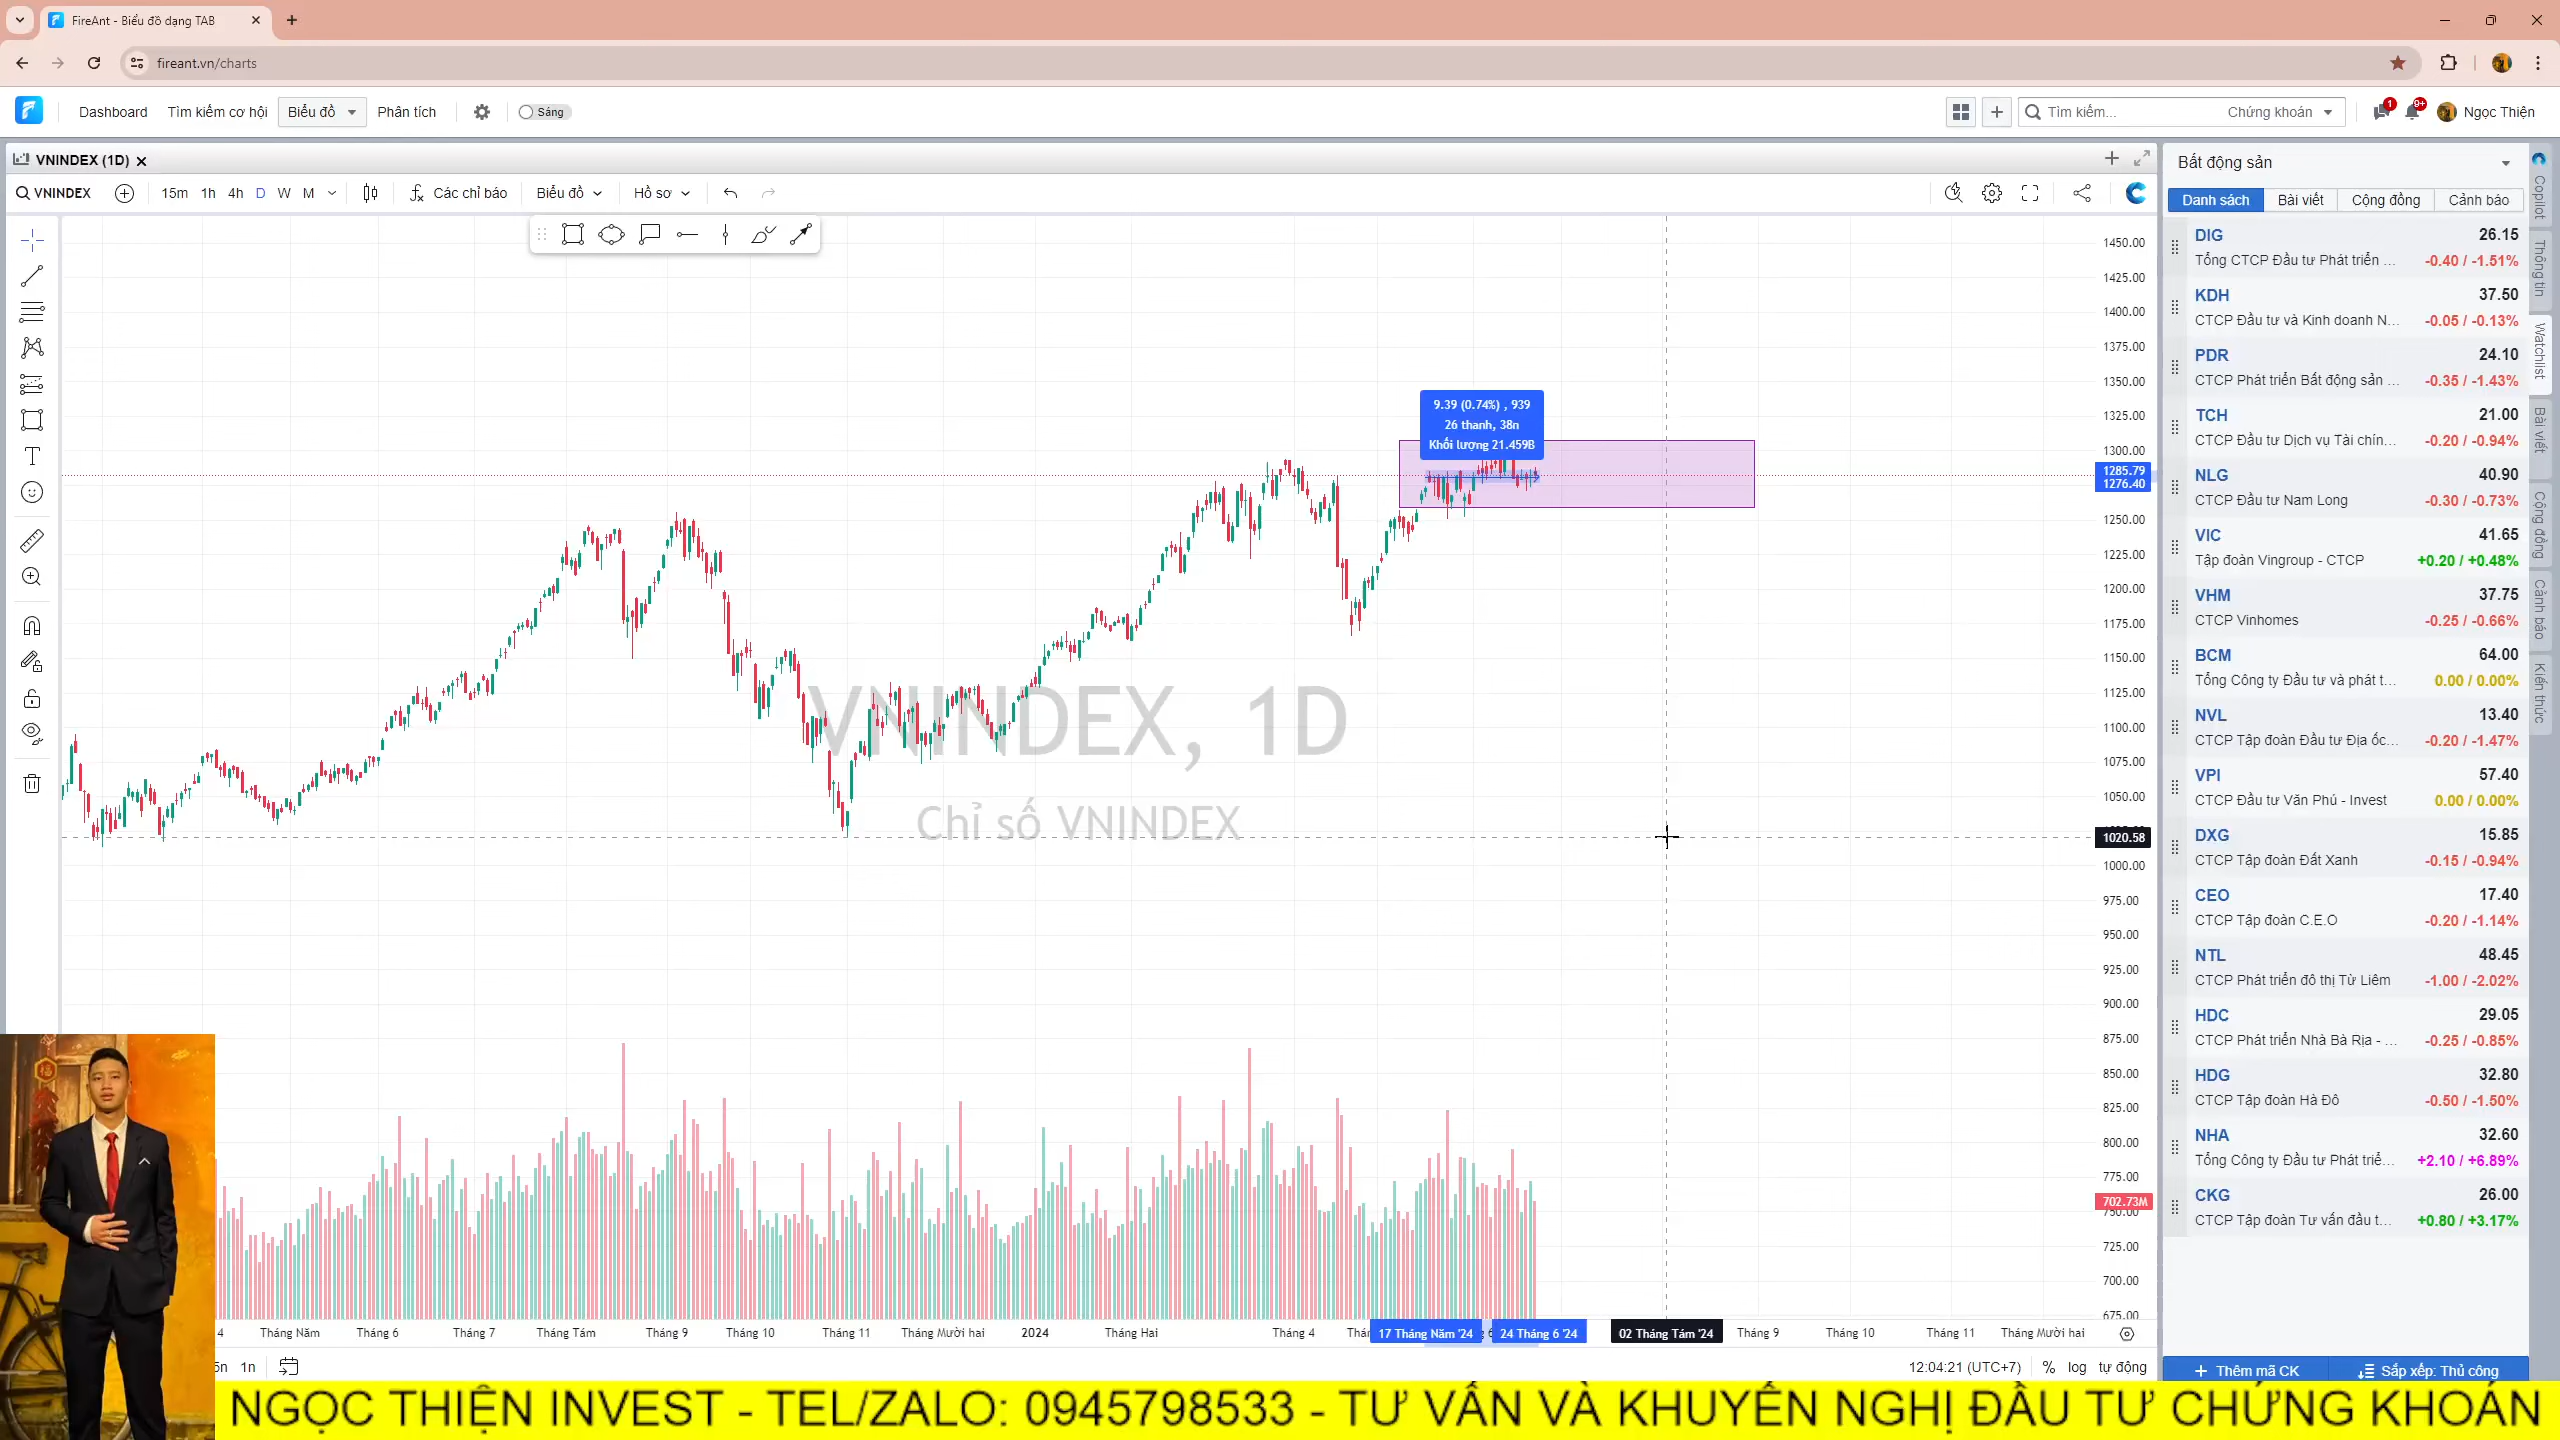 FireAnt - Biểu đồ dạng TAB
fireant.vn/charts
Dashboard Tìm kiếm cơ hội Biểu đồ Phân tích Sáng
Tìm kiếm... Chứng khoán 1 9+ Ngọc Thiện
VNINDEX (1D)
VNINDEX 15m 1h 4h D W M Các chỉ báo Biểu đồ Hồ sơ
1450.00
1425.00
1400.00
1375.00
1350.00
1325.00
1300.00
1285.79
1276.40
1250.00
1225.00
1200.00
1175.00
1150.00
1125.00
1100.00
1075.00
1050.00
1020.58
1000.00
975.00
950.00
925.00
900.00
875.00
850.00
825.00
800.00
775.00
702.73M
750.00
725.00
700.00
675.00
9.39 (0.74%) , 939
26 thanh, 38n
Khối lượng 21.459B
VNINDEX, 1D
Chỉ số VNINDEX
4 Tháng Năm Tháng 6 Tháng 7 Tháng Tám Tháng 9 Tháng 10 Tháng 11 Tháng Mười hai 2024 Tháng Hai Tháng 4 17 Tháng Năm '24 24 Tháng 6 '24 02 Tháng Tám '24 Tháng 9 Tháng 10 Tháng 11 Tháng Mười hai
5n 1n 12:04:21 (UTC+7) % log tự động
Bất động sản
Danh sách Bài viết Cộng đồng Cảnh báo
DIG 26.15
Tổng CTCP Đầu tư Phát triển ... -0.40 / -1.51%
KDH 37.50
CTCP Đầu tư và Kinh doanh N... -0.05 / -0.13%
PDR 24.10
CTCP Phát triển Bất động sản ... -0.35 / -1.43%
TCH 21.00
CTCP Đầu tư Dịch vụ Tài chín... -0.20 / -0.94%
NLG 40.90
CTCP Đầu tư Nam Long -0.30 / -0.73%
VIC 41.65
Tập đoàn Vingroup - CTCP +0.20 / +0.48%
VHM 37.75
CTCP Vinhomes -0.25 / -0.66%
BCM 64.00
Tổng Công ty Đầu tư và phát t... 0.00 / 0.00%
NVL 13.40
CTCP Tập đoàn Đầu tư Địa ốc... -0.20 / -1.47%
VPI 57.40
CTCP Đầu tư Văn Phú - Invest 0.00 / 0.00%
DXG 15.85
CTCP Tập đoàn Đất Xanh -0.15 / -0.94%
CEO 17.40
CTCP Tập đoàn C.E.O -0.20 / -1.14%
NTL 48.45
CTCP Phát triển đô thị Từ Liêm -1.00 / -2.02%
HDC 29.05
CTCP Phát triển Nhà Bà Rịa - ... -0.25 / -0.85%
HDG 32.80
CTCP Tập đoàn Hà Đô -0.50 / -1.50%
NHA 32.60
Tổng Công ty Đầu tư Phát triể... +2.10 / +6.89%
CKG 26.00
CTCP Tập đoàn Tư vấn đầu t... +0.80 / +3.17%
Thêm mã CK Sắp xếp: Thủ công
Copilot
Thông tin
Watchlist
Bài viết
Cộng đồng
Cảnh báo
Kiến thức
NGỌC THIỆN INVEST - TEL/ZALO: 0945798533 - TƯ VẤN VÀ KHUYẾN NGHỊ ĐẦU TƯ CHỨNG KHOÁN